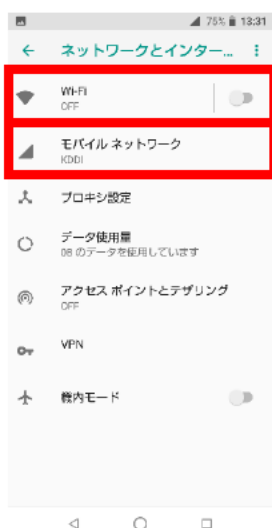 75% 13:31
ネットワークとインター...
Wi-Fi
OFF
モバイル ネットワーク
KDDI
プロキシ設定
データ使用量
0B のデータを使用しています
アクセス ポイントとテザリング
OFF
VPN
機内モード